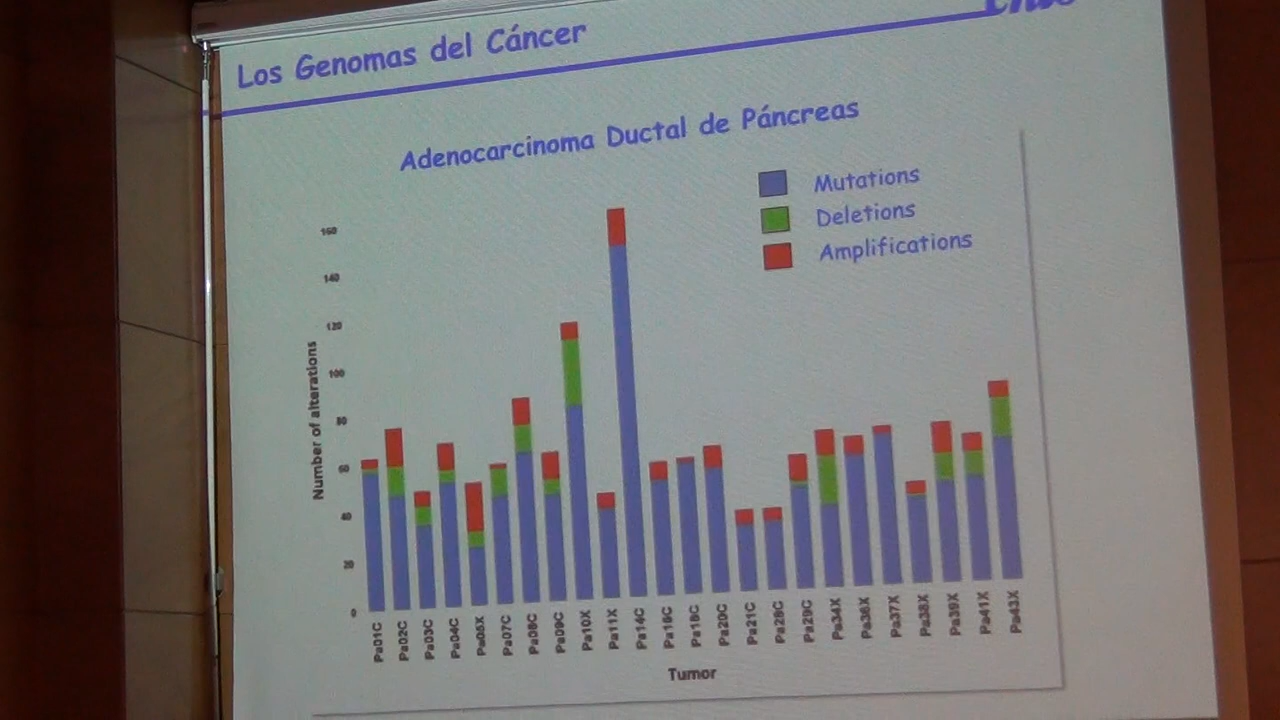 Los Genomas del Cáncer
Adenocarcinoma Ductal de Páncreas
Mutations
Deletions
Amplifications
Number of alterations
160
140
120
100
80
60
40
20
0
Pa01C
Pa02C
Pa03C
Pa04C
Pa05X
Pa07C
Pa08C
Pa09C
Pa10X
Pa11X
Pa14C
Pa16C
Pa18C
Pa20C
Pa21C
Pa28C
Pa29C
Pa34X
Pa36X
Pa37X
Pa38X
Pa39X
Pa41X
Pa43X
Tumor